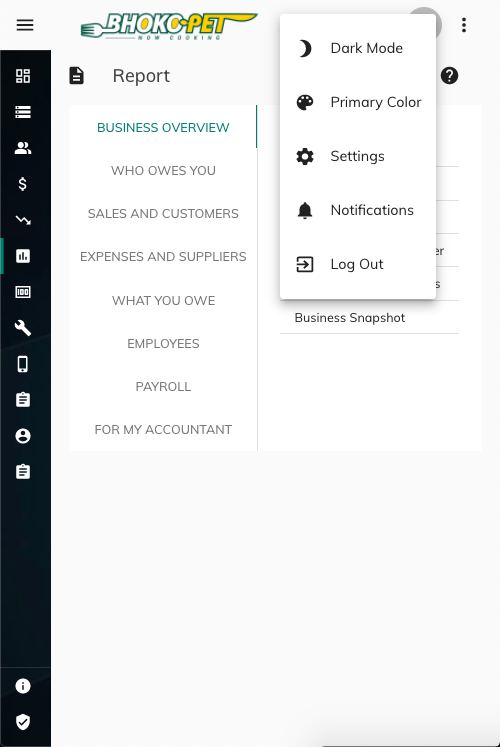 BHOKO-PET
NOW COOKING
Report
BUSINESS OVERVIEW
WHO OWES YOU
SALES AND CUSTOMERS
EXPENSES AND SUPPLIERS
WHAT YOU OWE
EMPLOYEES
PAYROLL
FOR MY ACCOUNTANT
Dark Mode
Primary Color
Settings
Notifications
Log Out
er
s
Business Snapshot